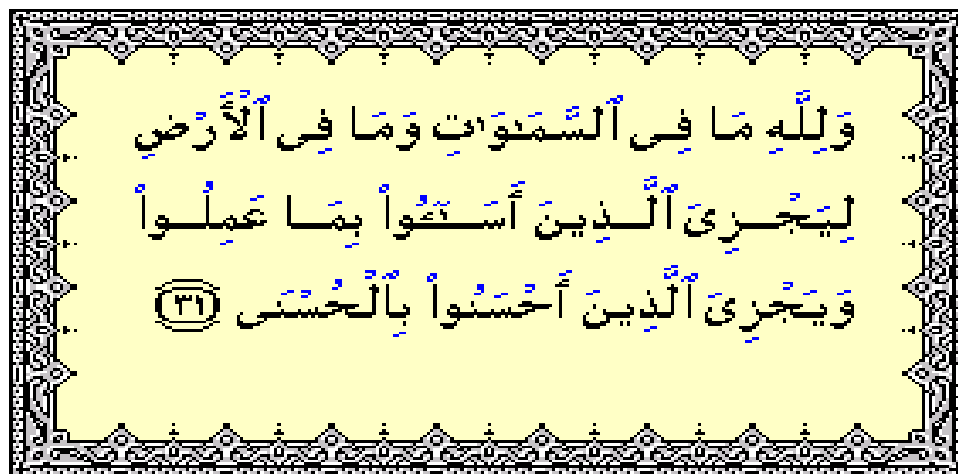 وَلِلَّهِ مَا فِى ٱلسَّمَـٰوَٰتِ وَمَا فِى ٱلْأَرْضِ
لِيَجْزِىَ ٱلَّذِينَ أَسَـٰٓـُٔوا۟ بِمَا عَمِلُوا۟
وَيَجْزِىَ ٱلَّذِينَ أَحْسَنُوا۟ بِٱلْحُسْنَى ٣١